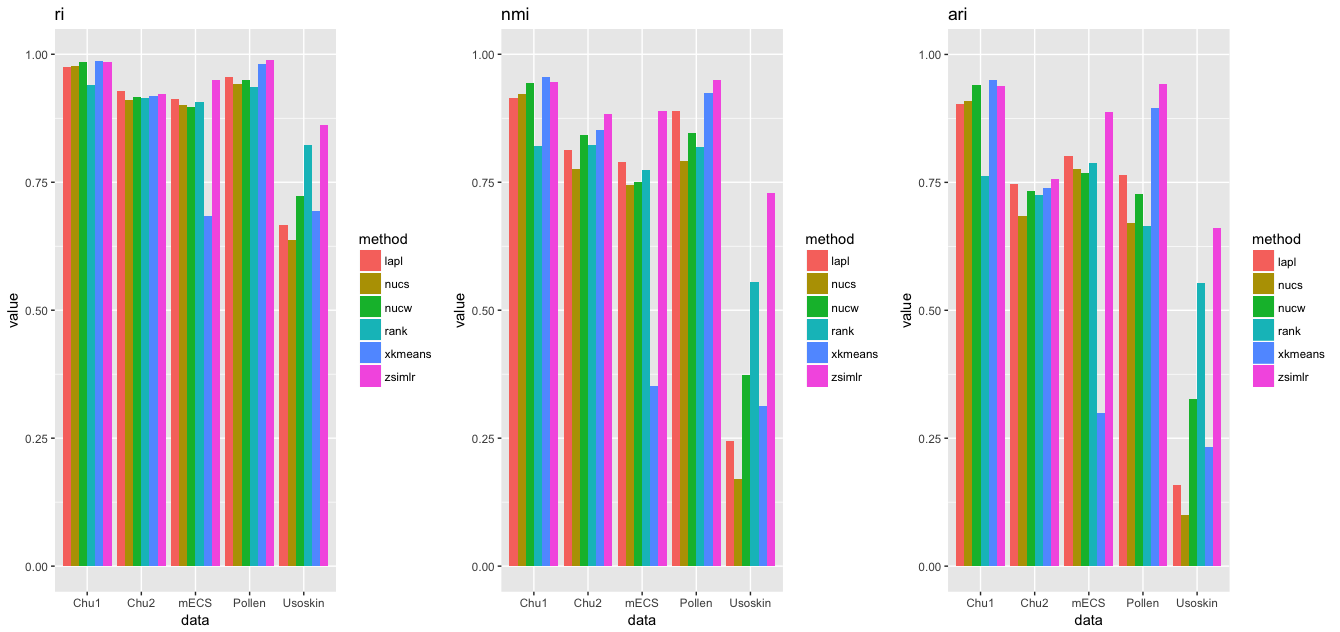 ri
value
1.00
0.75
0.50
0.25
0.00
Chu1 Chu2 mECS Pollen Usoskin
data
method
lapl
nucs
nucw
rank
xkmeans
zsimlr
nmi
value
1.00
0.75
0.50
0.25
0.00
Chu1 Chu2 mECS Pollen Usoskin
data
method
lapl
nucs
nucw
rank
xkmeans
zsimlr
ari
value
1.00
0.75
0.50
0.25
0.00
Chu1 Chu2 mECS Pollen Usoskin
data
method
lapl
nucs
nucw
rank
xkmeans
zsimlr